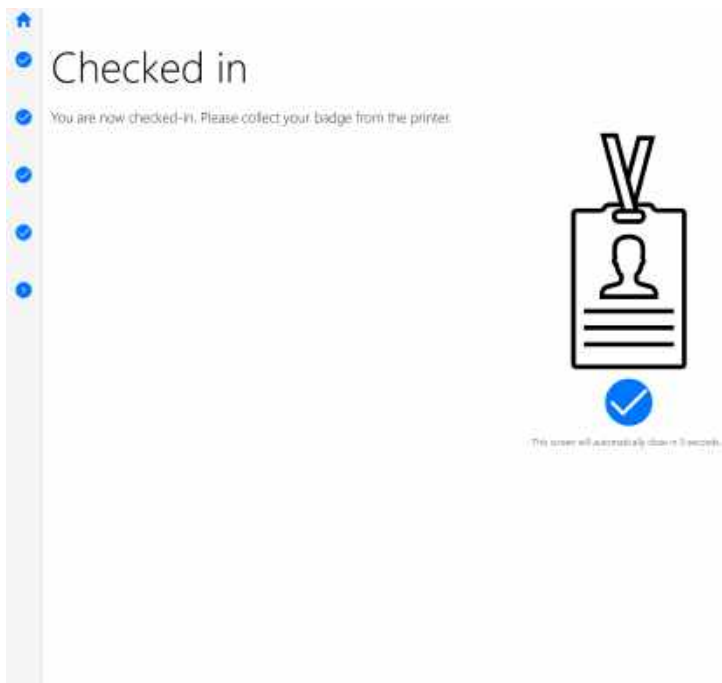 Checked in
You are now checked-in. Please collect your badge from the printer.
This screen will automatically close in seconds.